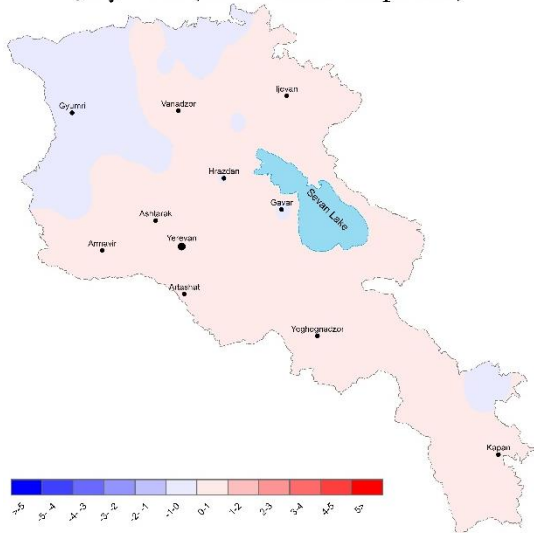 Ijevan
Gyumri
Vanadzor
Hrazdan
Gavar
Sevan Lake
Ashtarak
Yerevan
Armavir
Artashat
Yeghegnadzor
Kapan
>-5
-5--4
-4--3
-3--2
-2--1
-1-0
0-1
1-2
2-3
3-4
4-5
5>